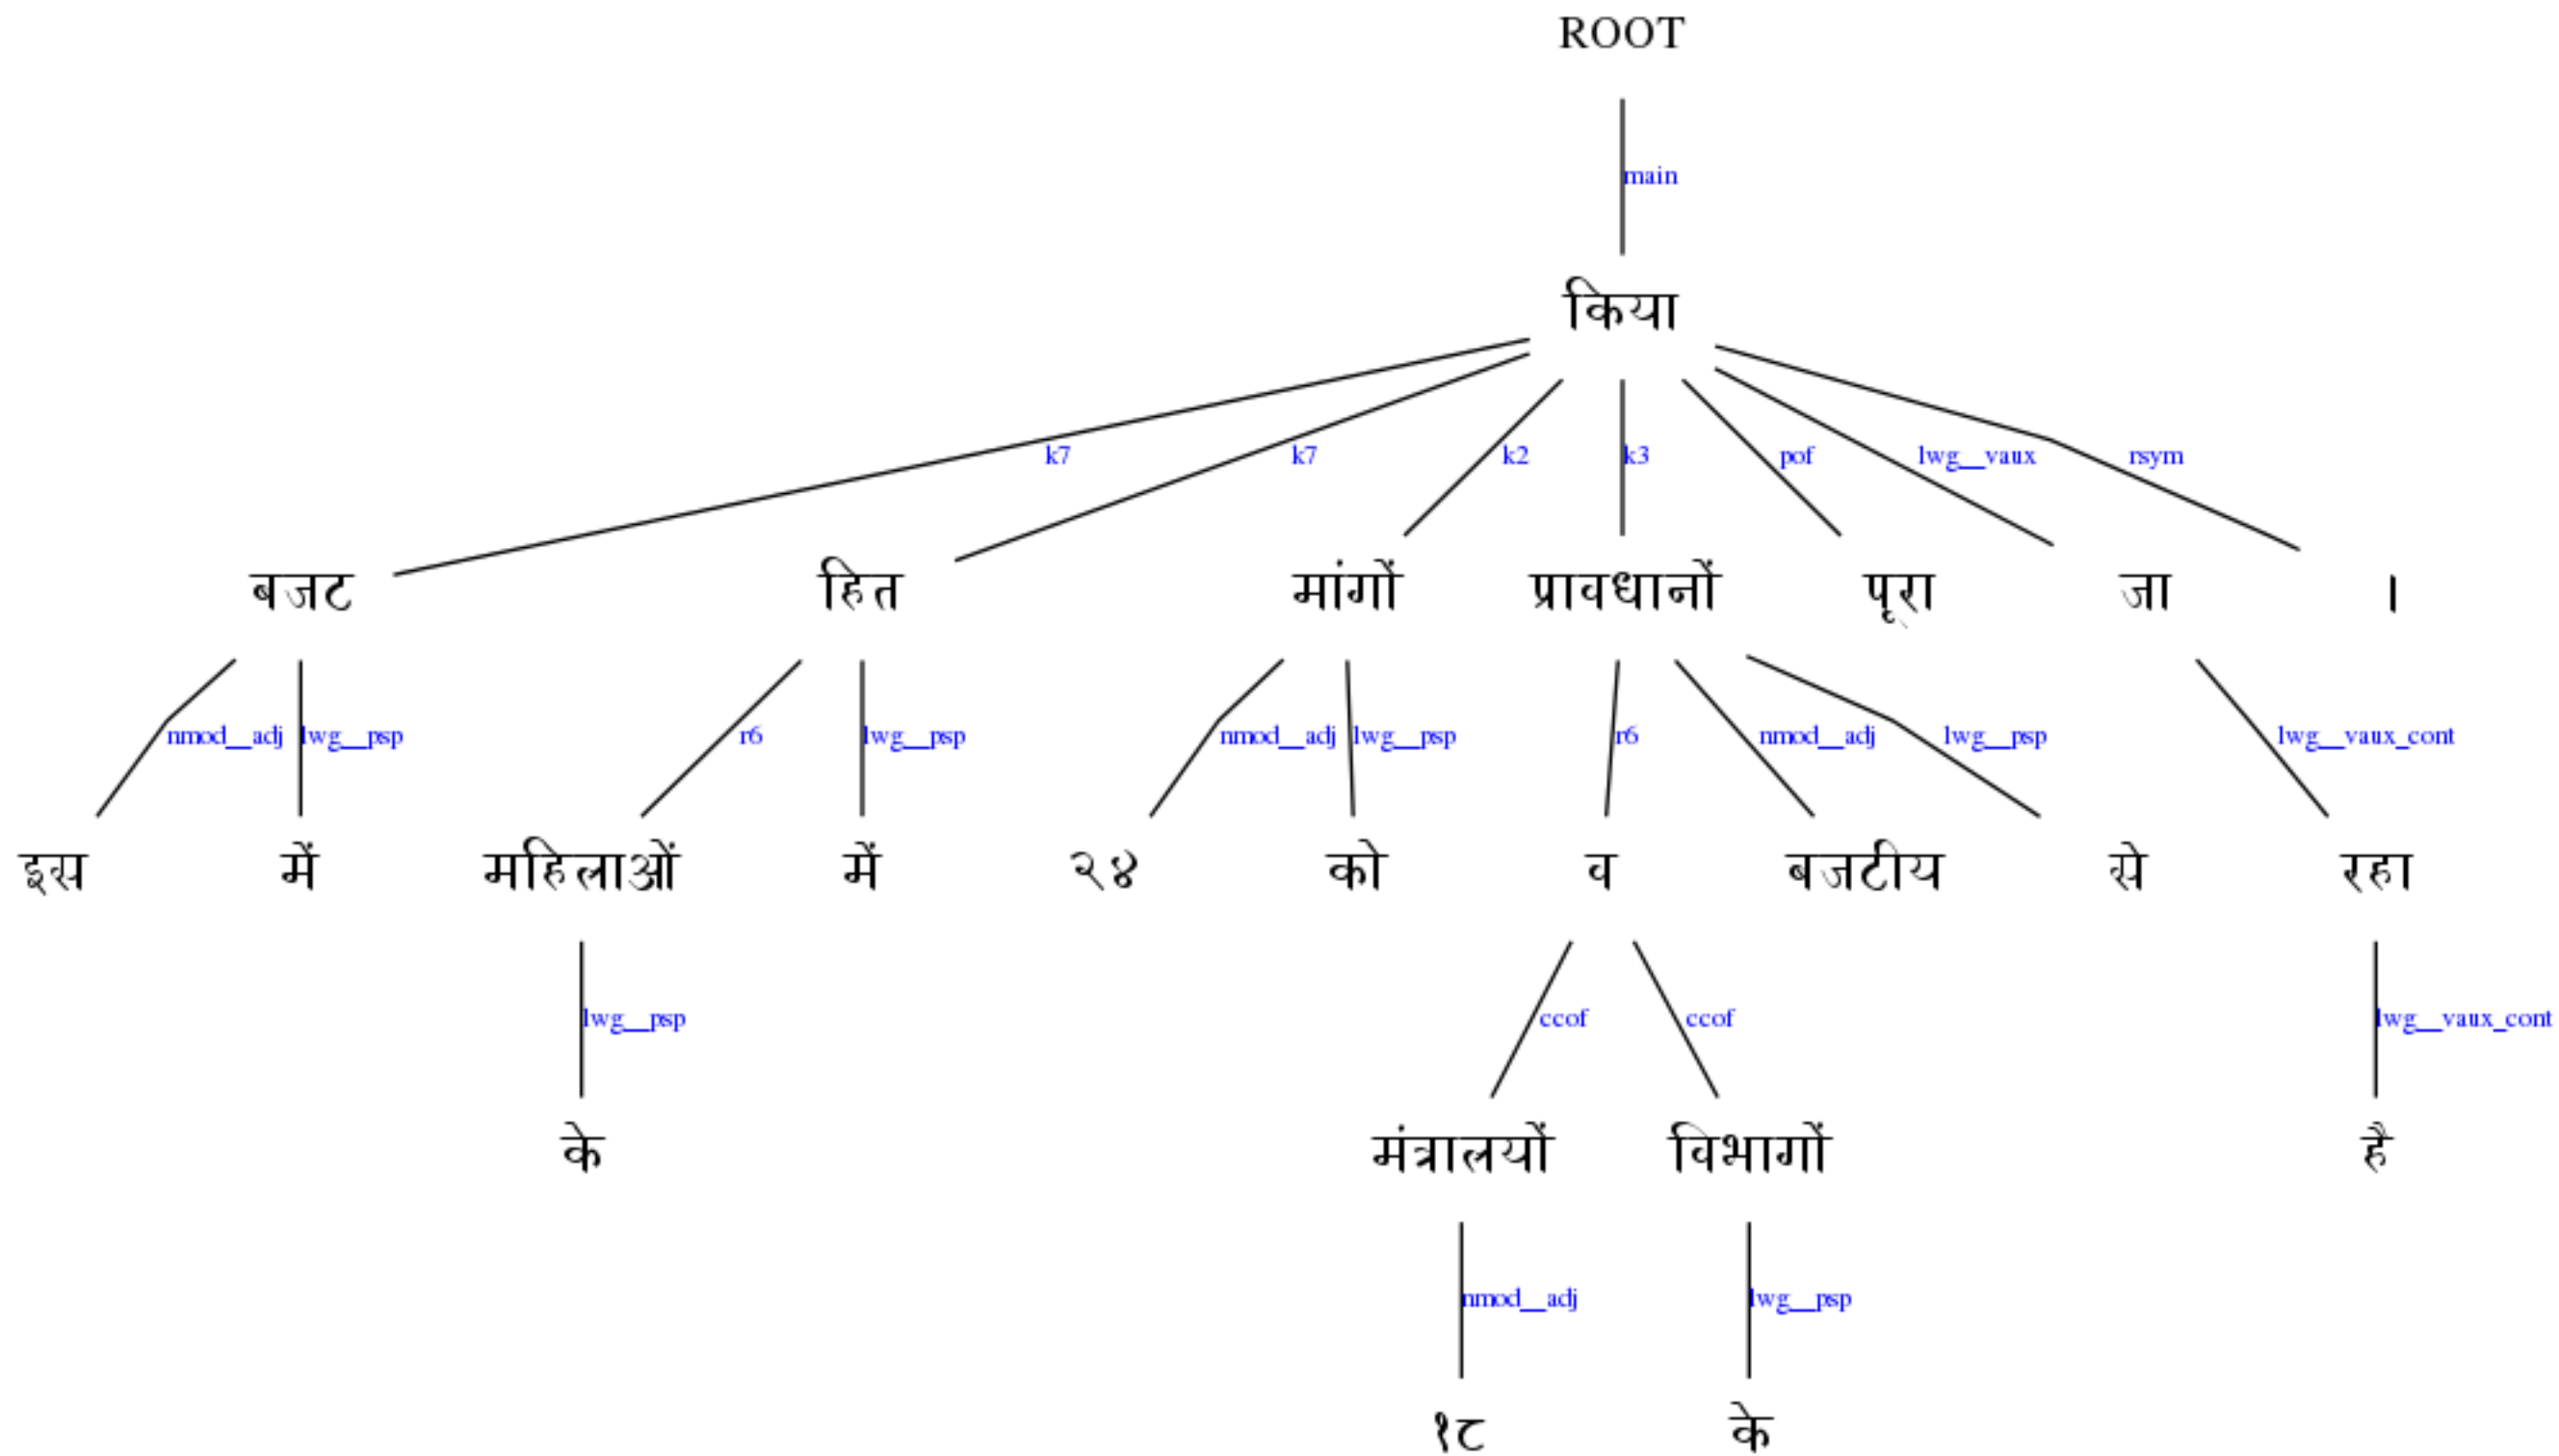 ROOT
main
किया
k7 k7 k2 k3 pof lwg__vaux rsym
बजट हित मांगों प्रावधानों पूरा जा ।
nmod__adj lwg__psp r6 lwg__psp nmod__adj lwg__psp r6 nmod__adj lwg__psp lwg__vaux_cont
इस में महिलाओं में २४ को व बजटीय से रहा
lwg__psp ccof ccof lwg__vaux_cont
के मंत्रालयों विभागों है
nmod__adj lwg__psp
१८ के